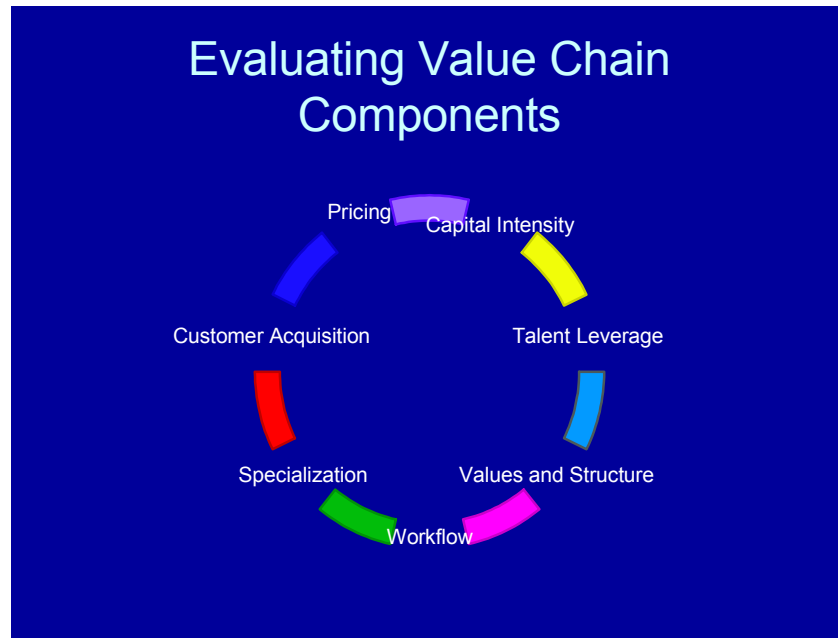 Evaluating Value Chain
Components
Pricing
Capital Intensity
Customer Acquisition
Talent Leverage
Specialization
Values and Structure
Workflow